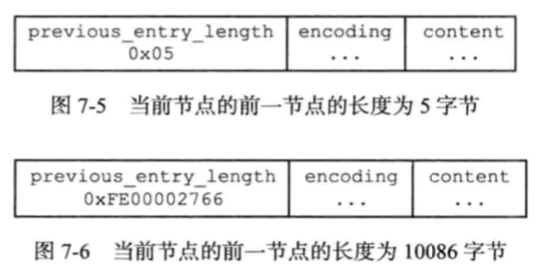 previous_entry_length encoding content
0x05 ... ...
图 7-5 当前节点的前一节点的长度为 5 字节
previous_entry_length encoding content
0xFE00002766 ... ...
图 7-6 当前节点的前一节点的长度为 10086 字节